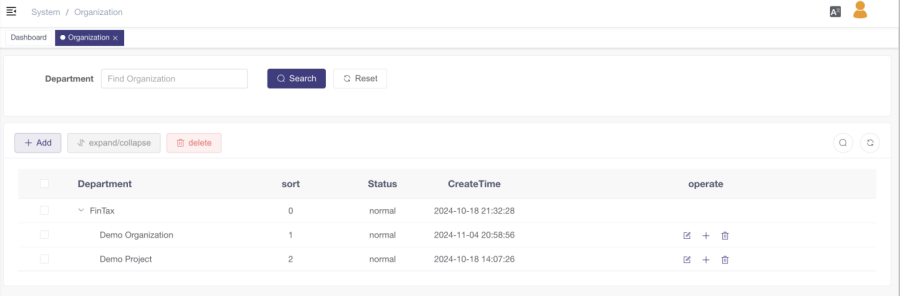 System / Organization
Dashboard Organization ×
Department Find Organization Search Reset
+ Add expand/collapse delete
Department sort Status CreateTime operate
FinTax 0 normal 2024-10-18 21:32:28
Demo Organization 1 normal 2024-11-04 20:58:56
Demo Project 2 normal 2024-10-18 14:07:26